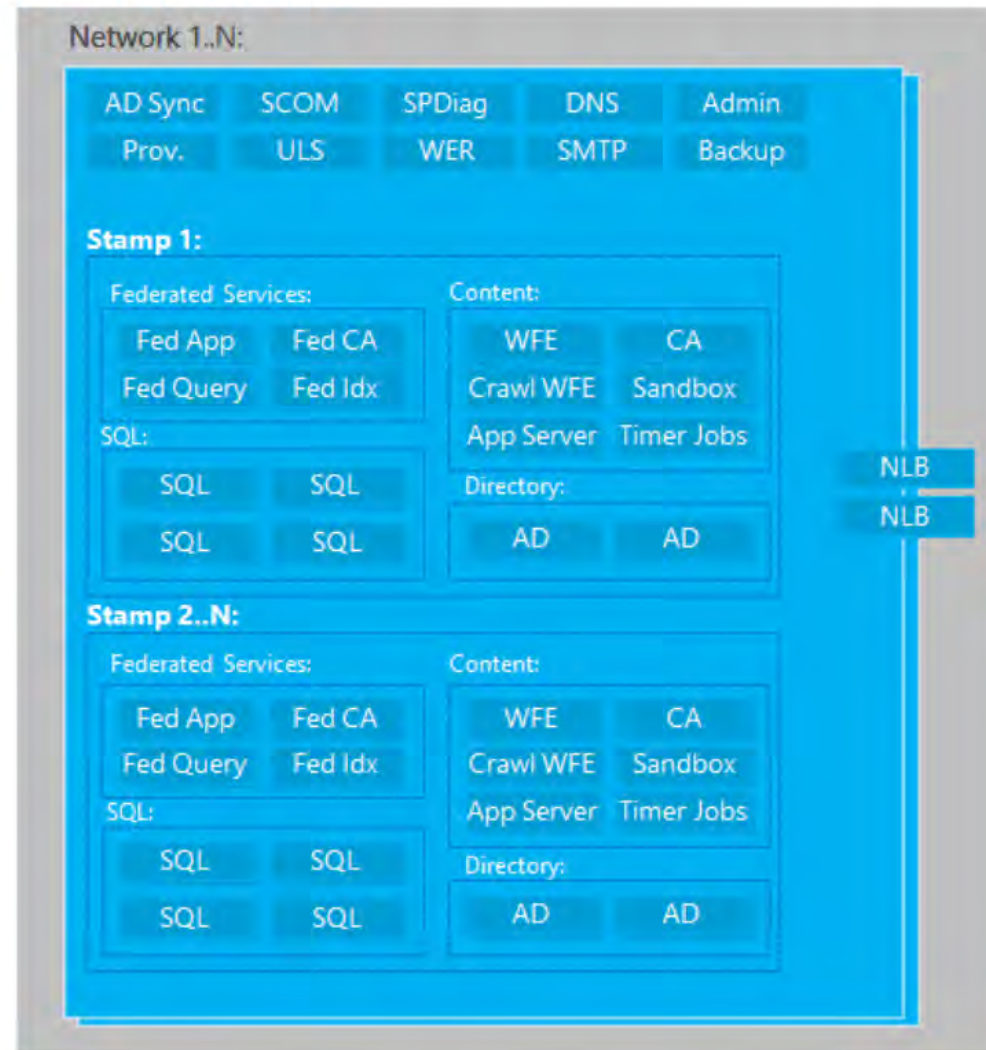 Network 1..N:
AD Sync SCOM SPDiag DNS Admin
Prov. ULS WER SMTP Backup
Stamp 1:
Federated Services:
Fed App Fed CA
Fed Query Fed Idx
SQL:
SQL SQL
SQL SQL
Content:
WFE CA
Crawl WFE Sandbox
App Server Timer Jobs
Directory:
AD AD
Stamp 2..N:
Federated Services:
Fed App Fed CA
Fed Query Fed Idx
SQL:
SQL SQL
SQL SQL
Content:
WFE CA
Crawl WFE Sandbox
App Server Timer Jobs
Directory:
AD AD
NLB
NLB